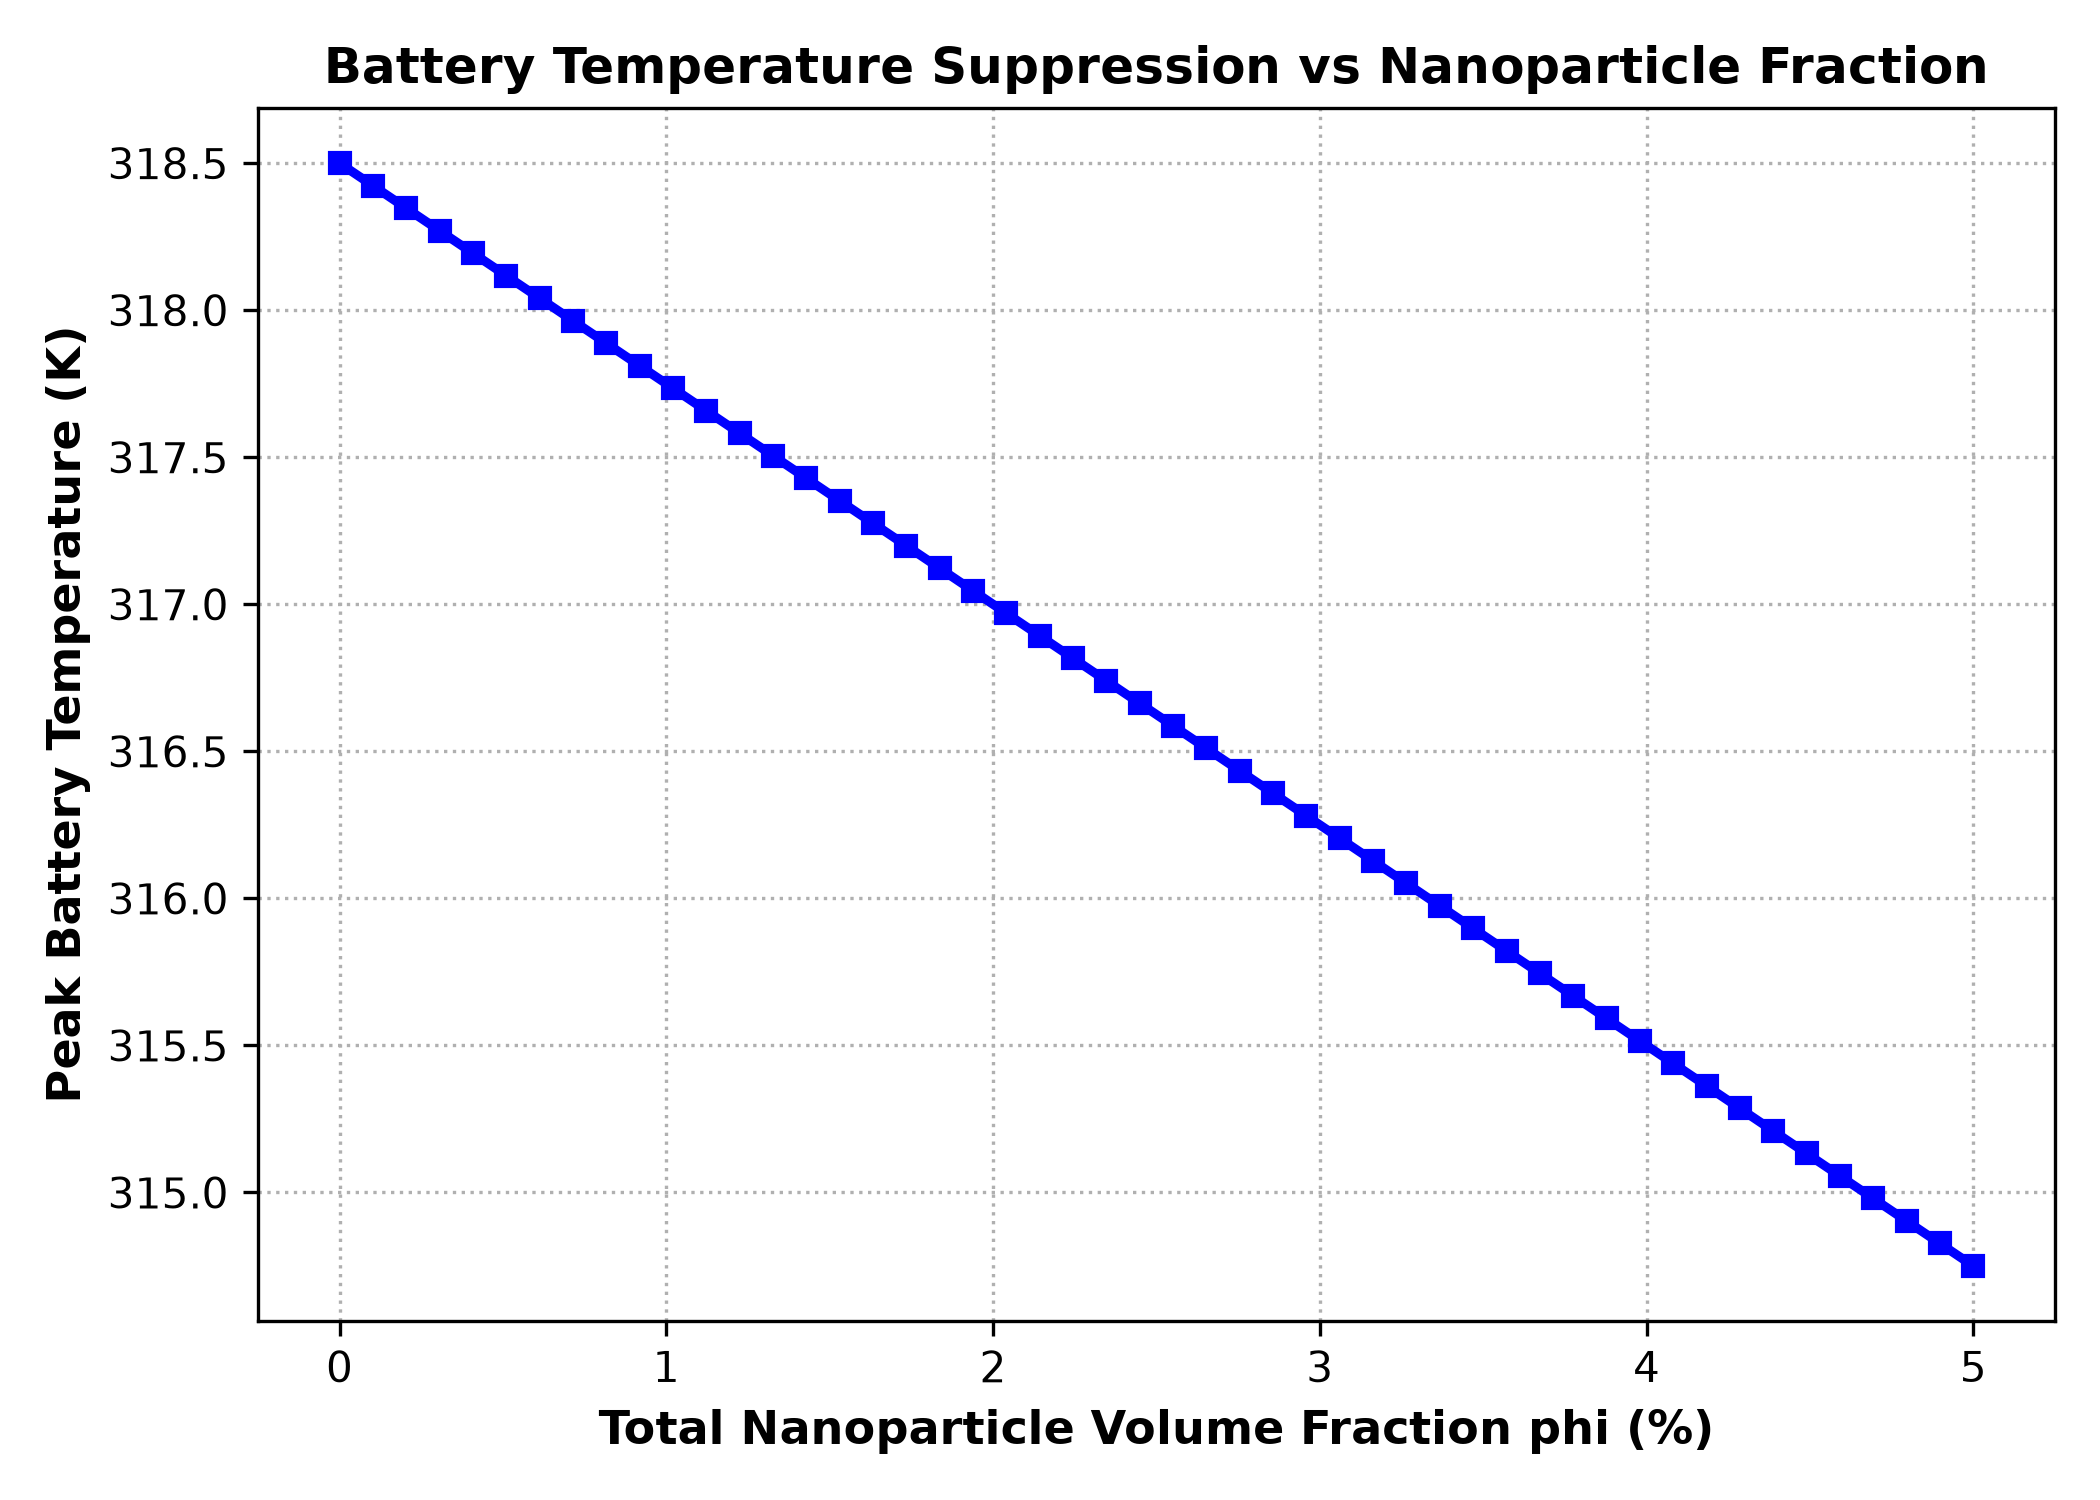 Battery Temperature Suppression vs Nanoparticle Fraction
Peak Battery Temperature (K)
318.5
318.0
317.5
317.0
316.5
316.0
315.5
315.0
0 1 2 3 4 5
Total Nanoparticle Volume Fraction phi (%)